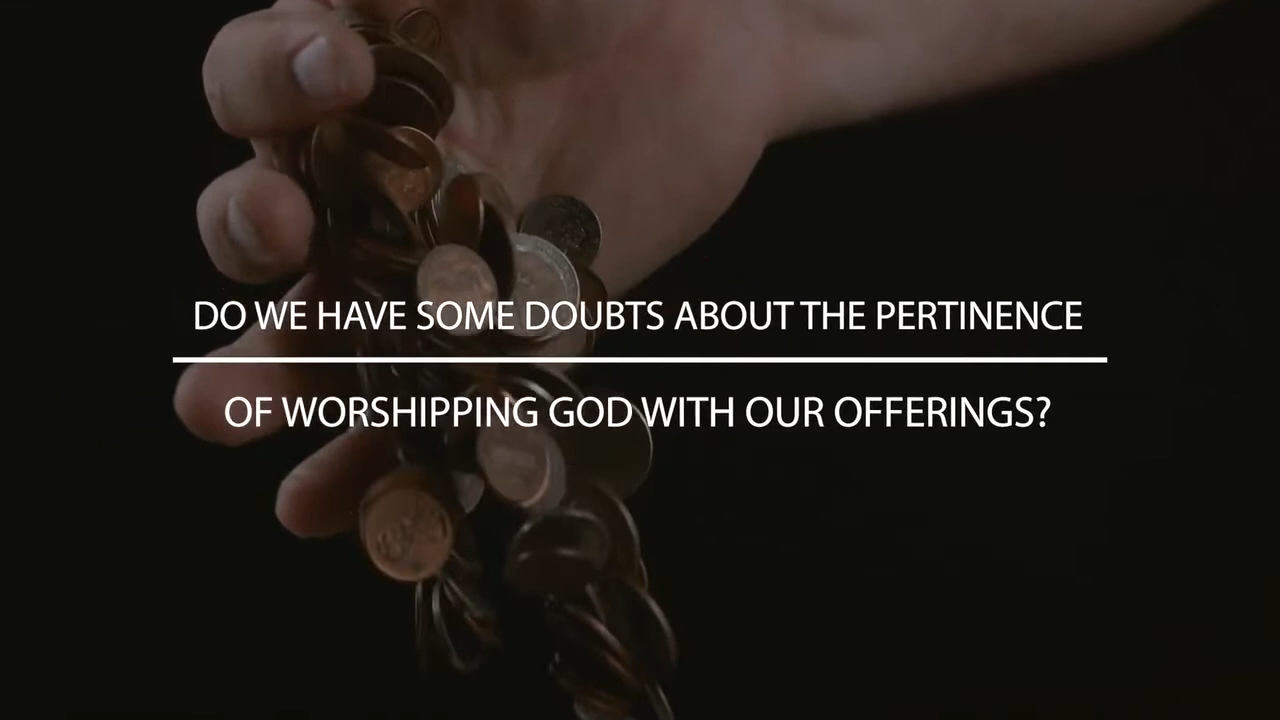 DO WE HAVE SOME DOUBTS ABOUT THE PERTINENCE
OF WORSHIPPING GOD WITH OUR OFFERINGS?